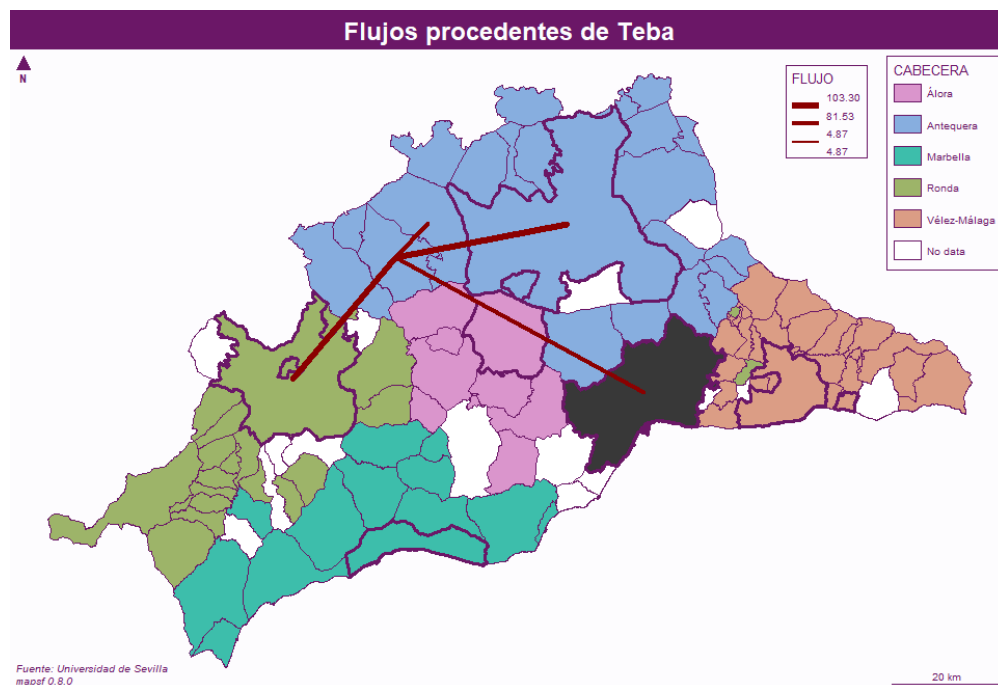 Flujos procedentes de Teba
N
FLUJO
103.30
81.53
4.87
4.87
CABECERA
Álora
Antequera
Marbella
Ronda
Vélez-Málaga
No data
Fuente: Universidad de Sevilla
mapsf 0.8.0
20 km